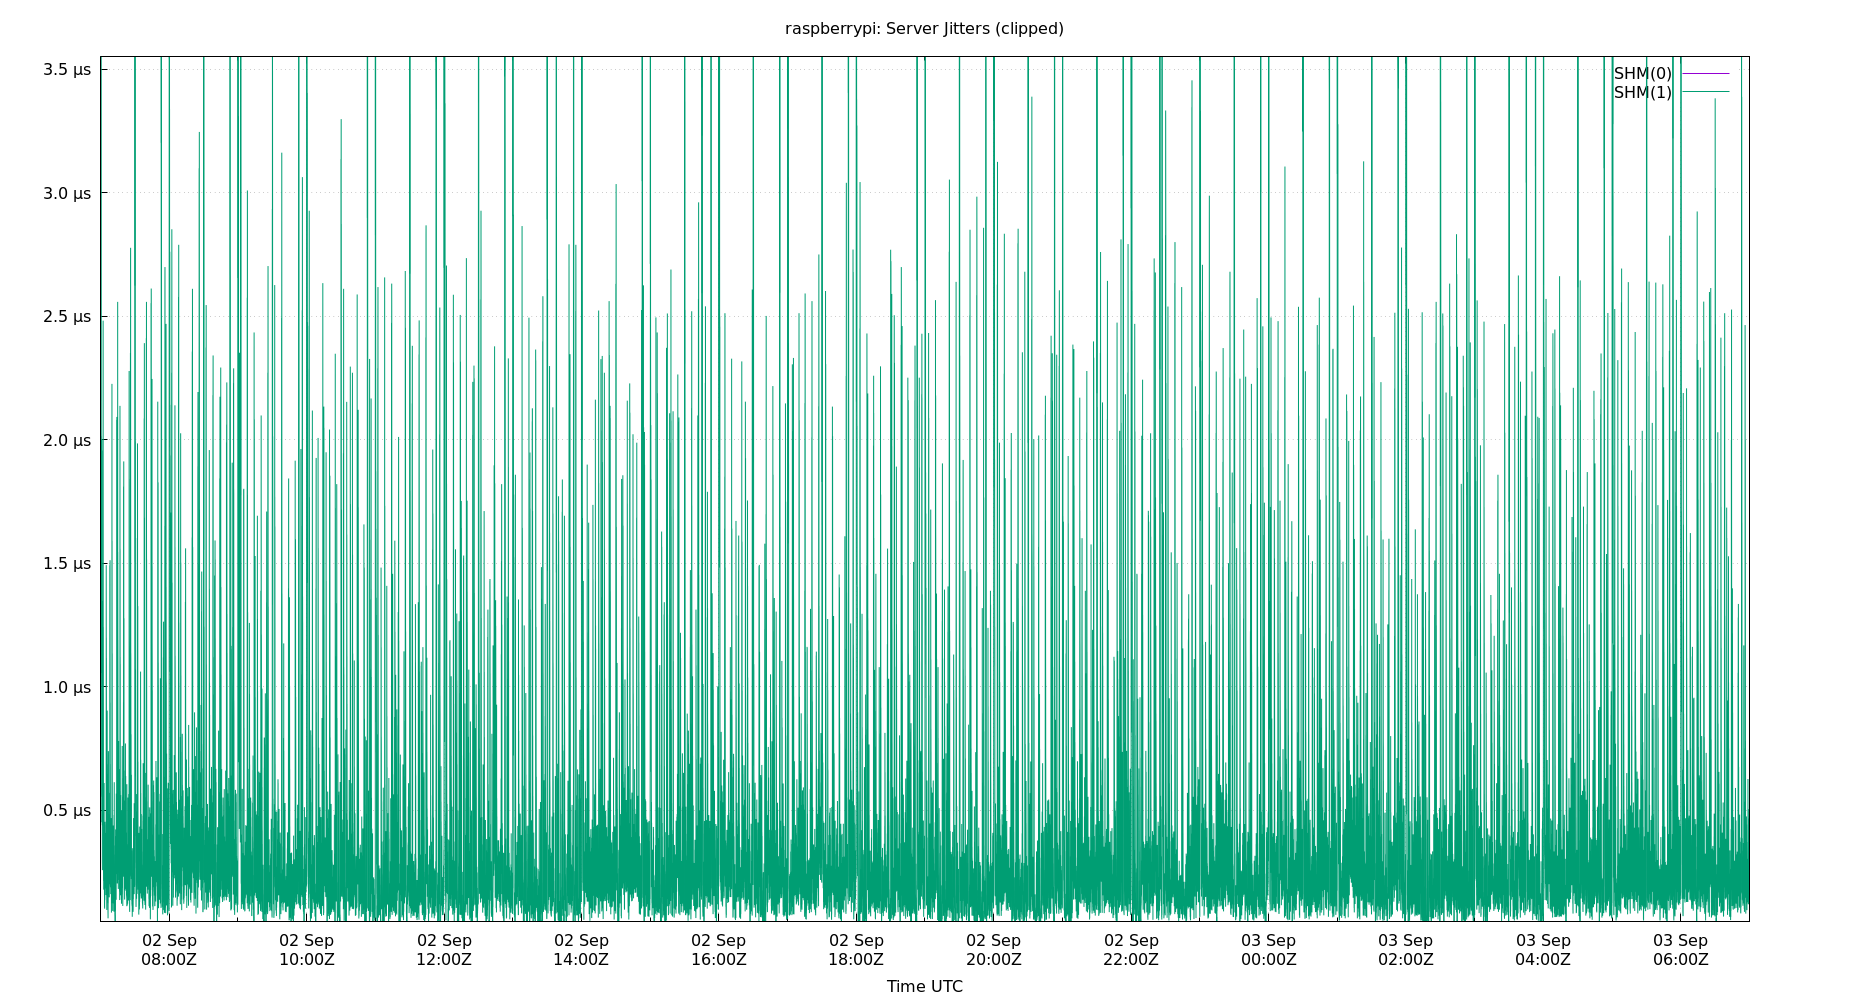 raspberrypi: Server Jitters (clipped)
3.5 μs
3.0 μs
2.5 μs
2.0 μs
1.5 μs
1.0 μs
0.5 μs
SHM(0)
SHM(1)
02 Sep
08:00Z
02 Sep
10:00Z
02 Sep
12:00Z
02 Sep
14:00Z
02 Sep
16:00Z
02 Sep
18:00Z
02 Sep
20:00Z
02 Sep
22:00Z
03 Sep
00:00Z
03 Sep
02:00Z
03 Sep
04:00Z
03 Sep
06:00Z
Time UTC